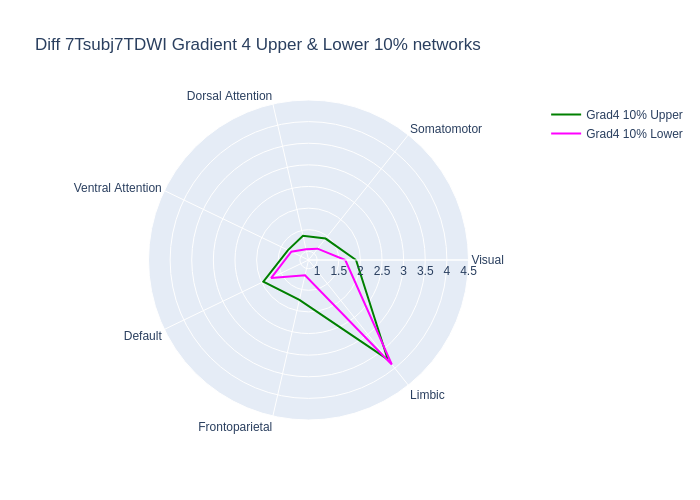 Diff 7Tsubj7TDWI Gradient 4 Upper & Lower 10% networks
Dorsal Attention
Grad4 10% Upper
Somatomotor
Grad4 10% Lower
Ventral Attention
Visual
1 1.5 2 2.5 3 3.5 4 4.5
Default
Limbic
Frontoparietal